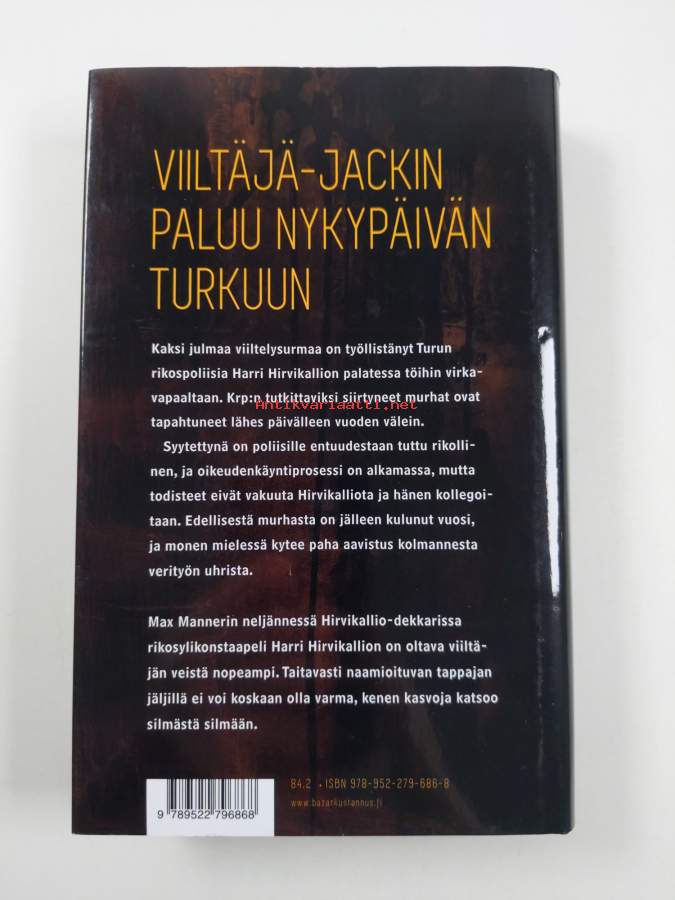 VIILTÄJÄ-JACKIN
PALUU NYKYPÄIVÄN
TURKUUN
Kaksi julmaa viiltelysurmaa on työllistänyt Turun
rikospoliisia Harri Hirvikallion palatessa töihin virka-
vapaaltaan. Krp:n tutkittaviksi siirtyneet murhat ovat
Antikvariaatti.net
tapahtuneet lähes päivälleen vuoden välein.
Syytettynä on poliisille entuudestaan tuttu rikolli-
nen, ja oikeudenkäyntiprosessi on alkamassa, mutta
todisteet eivät vakuuta Hirvikalliota ja hänen kollegoi-
taan. Edellisestä murhasta on jälleen kulunut vuosi,
ja monen mielessä kytee paha aavistus kolmannesta
verityön uhrista.
Max Mannerin neljännessä Hirvikallio-dekkarissa
rikosylikonstaapeli Harri Hirvikallion on oltava viiltä-
jän veistä nopeampi. Taitavasti naamioituvan tappajan
jäljillä ei voi koskaan olla varma, kenen kasvoja katsoo
silmästä silmään.
84.2 • ISBN 978-952-279-686-8
www.bazarkustannus.fi
9 789522 796868